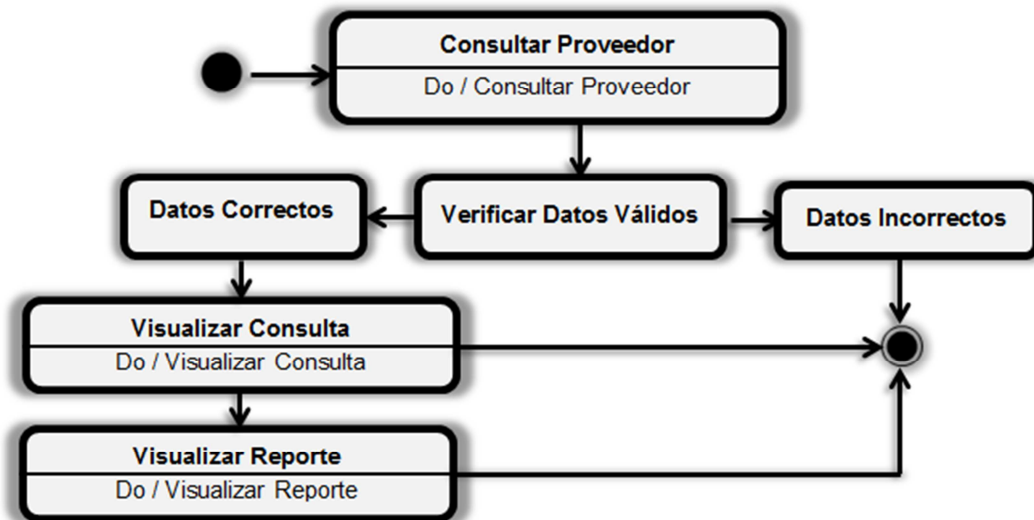 Consultar Proveedor
Do / Consultar Proveedor
Datos Correctos
Verificar Datos Válidos
Datos Incorrectos
Visualizar Consulta
Do / Visualizar Consulta
Visualizar Reporte
Do / Visualizar Reporte